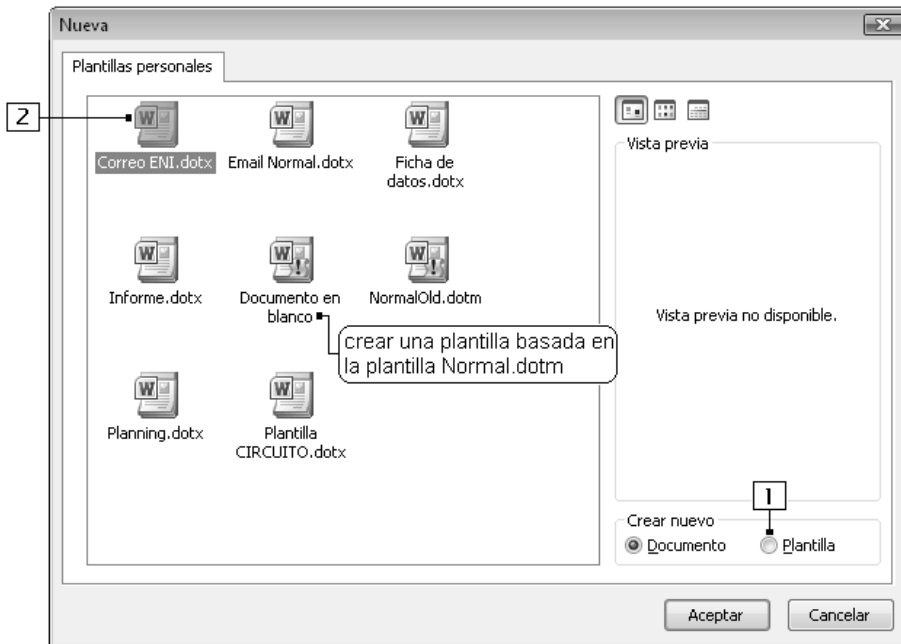 Nueva
Plantillas personales
2
Correo ENI.dotx
Email Normal.dotx
Ficha de
datos.dotx
Informe.dotx
Documento en
blanco
NormalOld.dotm
crear una plantilla basada en
la plantilla Normal.dotm
Planning.dotx
Plantilla
CIRCUITO.dotx
Vista previa
Vista previa no disponible.
1
Crear nuevo
Documento
Plantilla
Aceptar
Cancelar